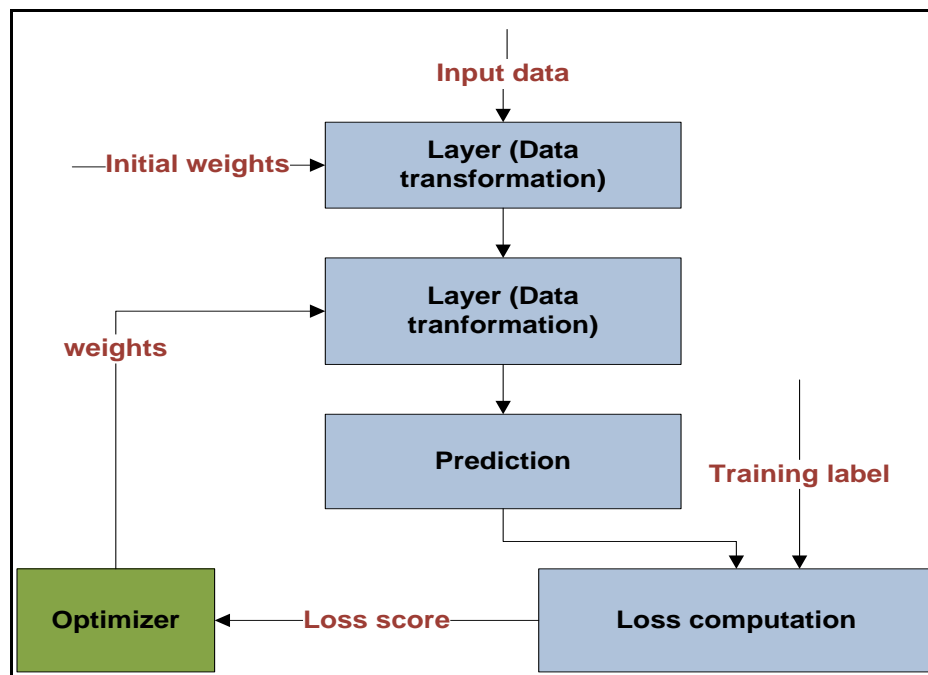 Input data
Layer (Data
transformation)
Initial weights
Layer (Data
tranformation)
weights
Prediction
Training label
Optimizer
Loss score
Loss computation